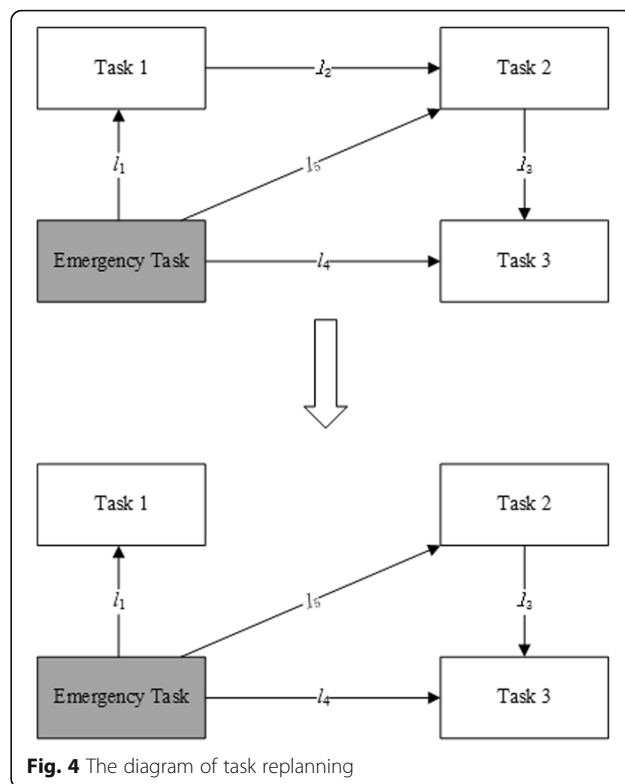 Task 1
l2
Task 2
l1
l5
l3
Emergency Task
l4
Task 3
Task 1
Task 2
l1
l5
l3
Emergency Task
l4
Task 3
Fig. 4 The diagram of task replanning